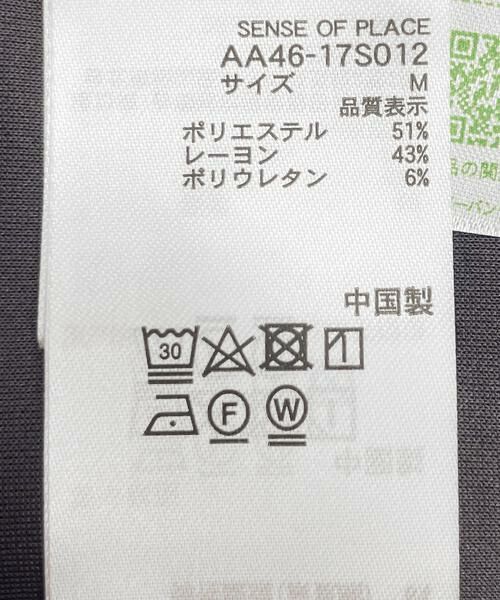 SENSE OF PLACE
AA46-17S012
サイズ M
品質表示
ポリエステル 51%
レーヨン 43%
ポリウレタン 6%
中国製
30
F W